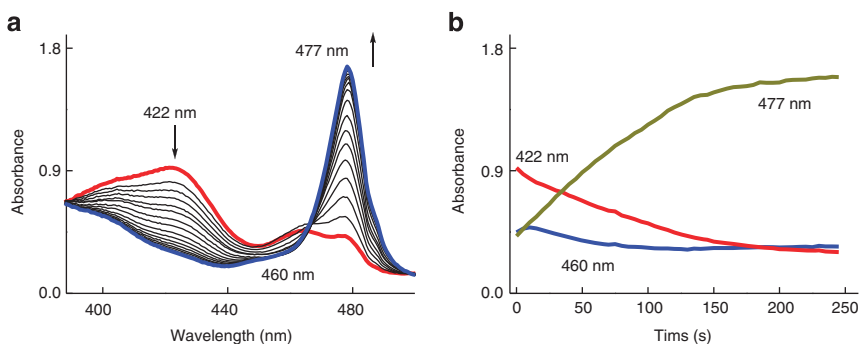 a
1.8
0.9
0.0
Absorbance
422 nm
477 nm
460 nm
400
440
480
Wavelength (nm)
b
1.8
0.9
0.0
Absorbance
422 nm
477 nm
460 nm
0
50
100
150
200
250
Tims (s)